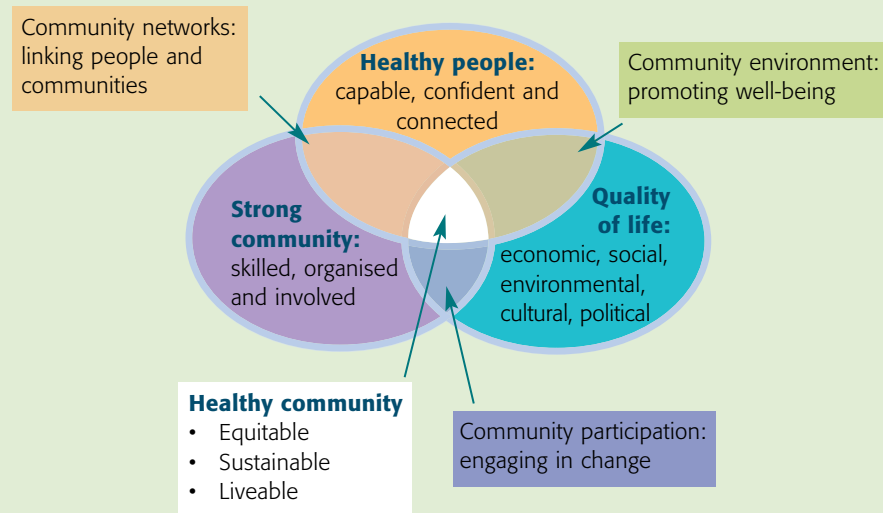 Community networks:
linking people and
communities
Healthy people:
capable, confident and
connected
Community environment:
promoting well-being
Strong
community:
skilled, organised
and involved
Quality
of life:
economic, social,
environmental,
cultural, political
Healthy community
• Equitable
• Sustainable
• Liveable
Community participation:
engaging in change